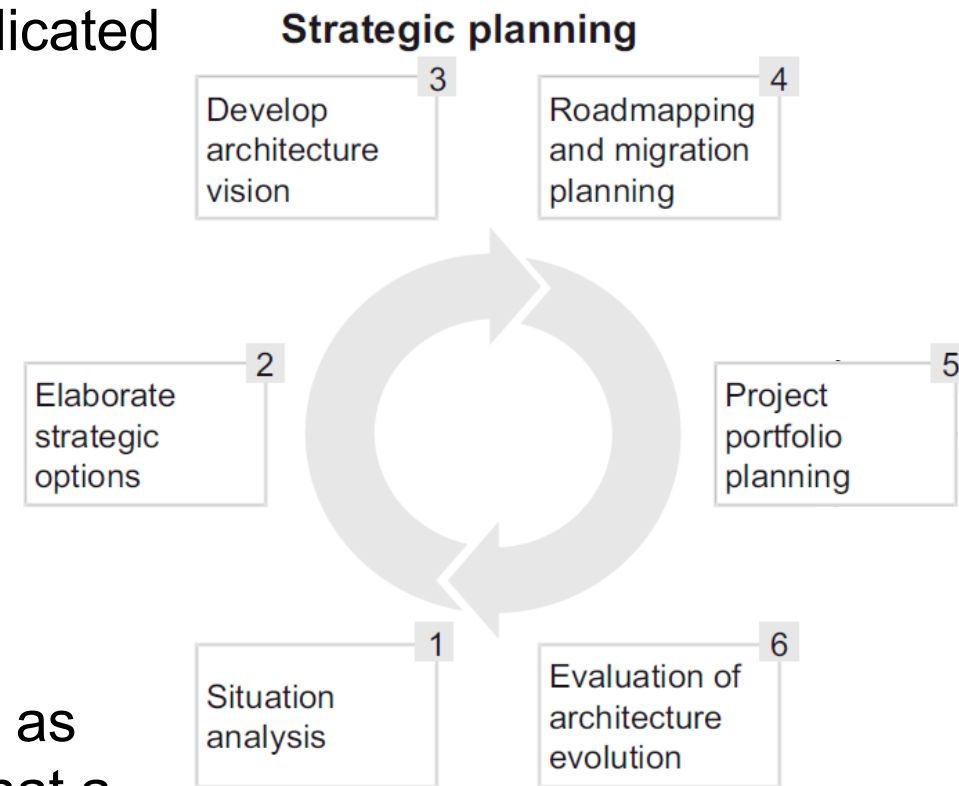 Strategic planning
3
Develop
architecture
vision
4
Roadmapping
and migration
planning
2
Elaborate
strategic
options
5
Project
portfolio
planning
1
Situation
analysis
6
Evaluation of
architecture
evolution
as
a